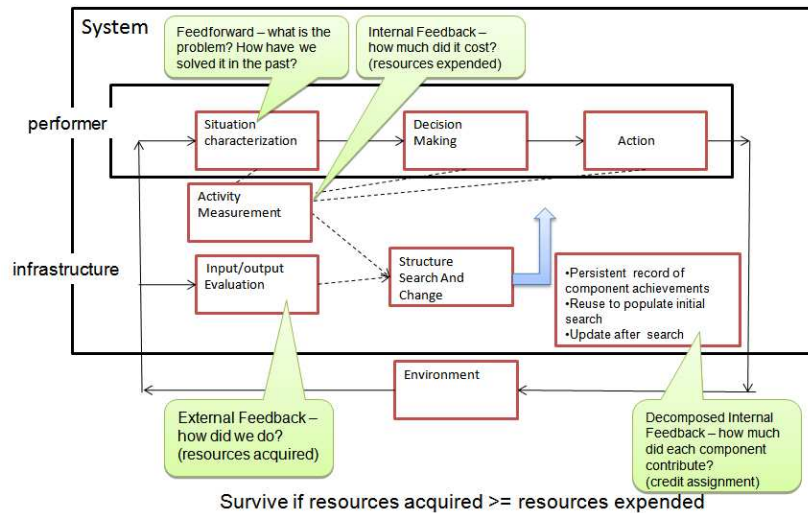 System
Feedforward – what is the
problem? How have we
solved it in the past?
Internal Feedback –
how much did it cost?
(resources expended)
performer
Situation
characterization
Decision
Making
Action
Activity
Measurement
infrastructure
Input/output
Evaluation
Structure
Search And
Change
•Persistent record of
component achievements
•Reuse to populate initial
search
•Update after search
Environment
External Feedback –
how did we do?
(resources acquired)
Decomposed Internal
Feedback – how much
did each component
contribute?
(credit assignment)
Survive if resources acquired >= resources expended